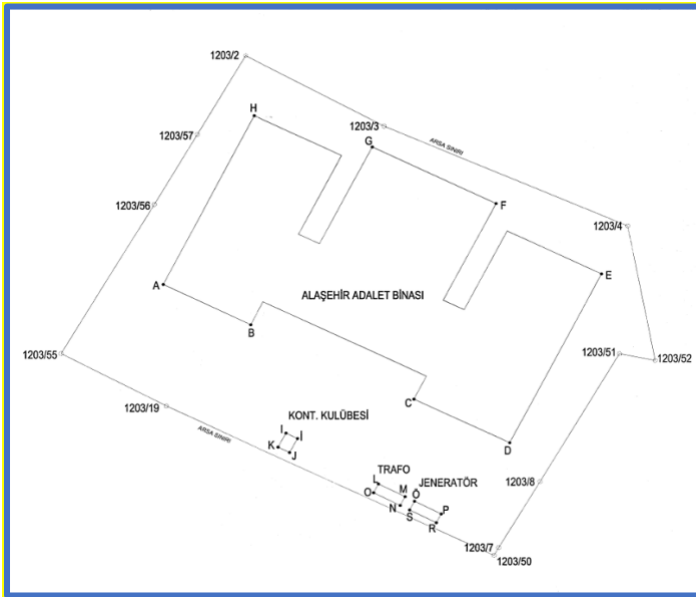 1203/2
H
1203/3
G
ARSA SINIRI
1203/57
1203/56
F
1203/4
E
A
ALAŞEHİR ADALET BİNASI
B
1203/51
1203/52
1203/55
C
1203/19
KONT. KULÜBESİ
ARSA SINIRI
I
İ
K
J
D
TRAFO
L
JENERATÖR
M
Ö
O
P
N
S
R
1203/8
1203/7
1203/50